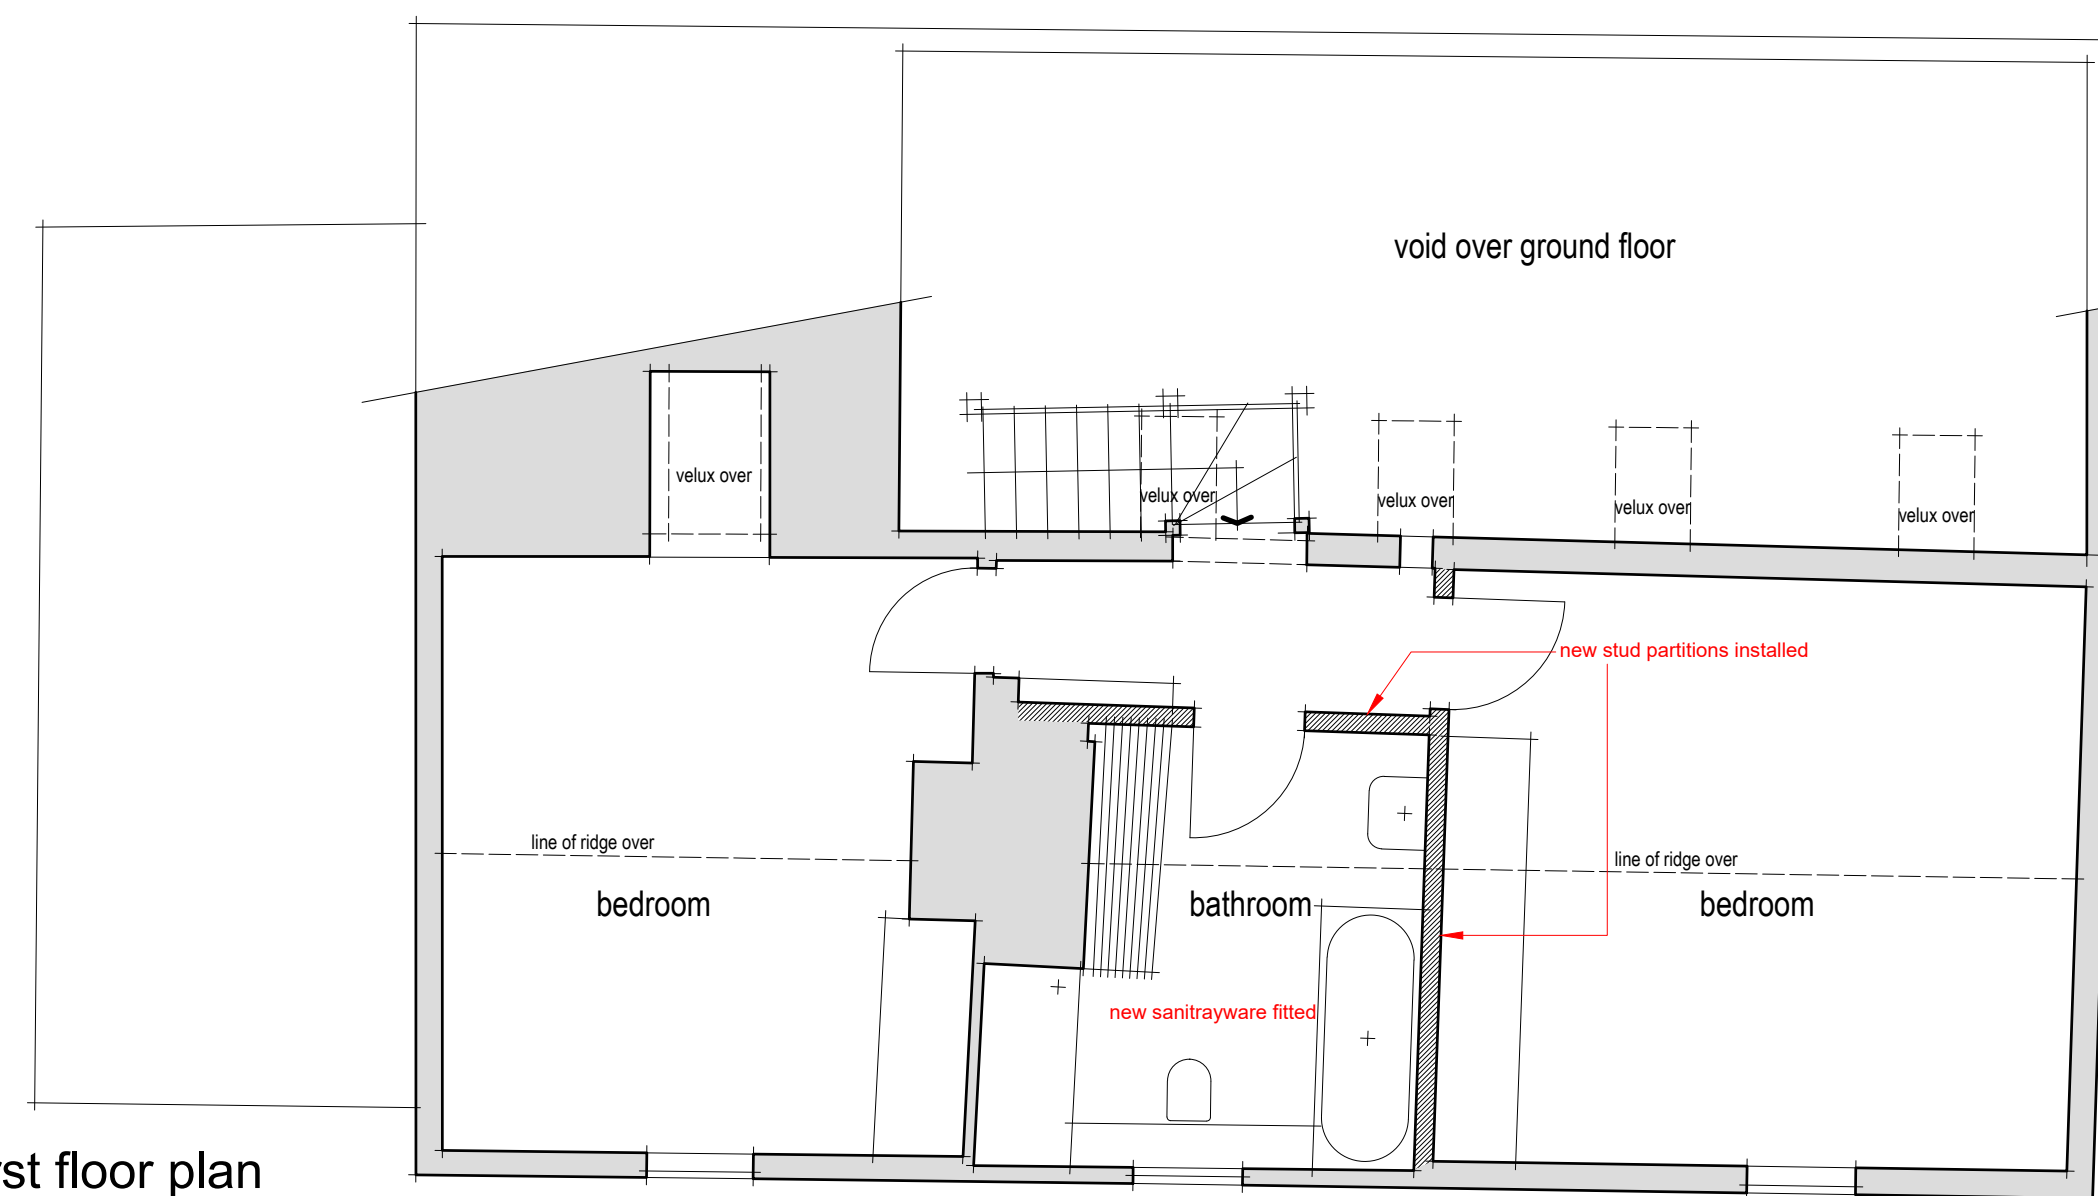 void over ground floor
velux over
velux over
velux over
velux over
velux over
new stud partitions installed
line of ridge over
line of ridge over
bedroom
bathroom
bedroom
new sanitrayware fitted
rst floor plan